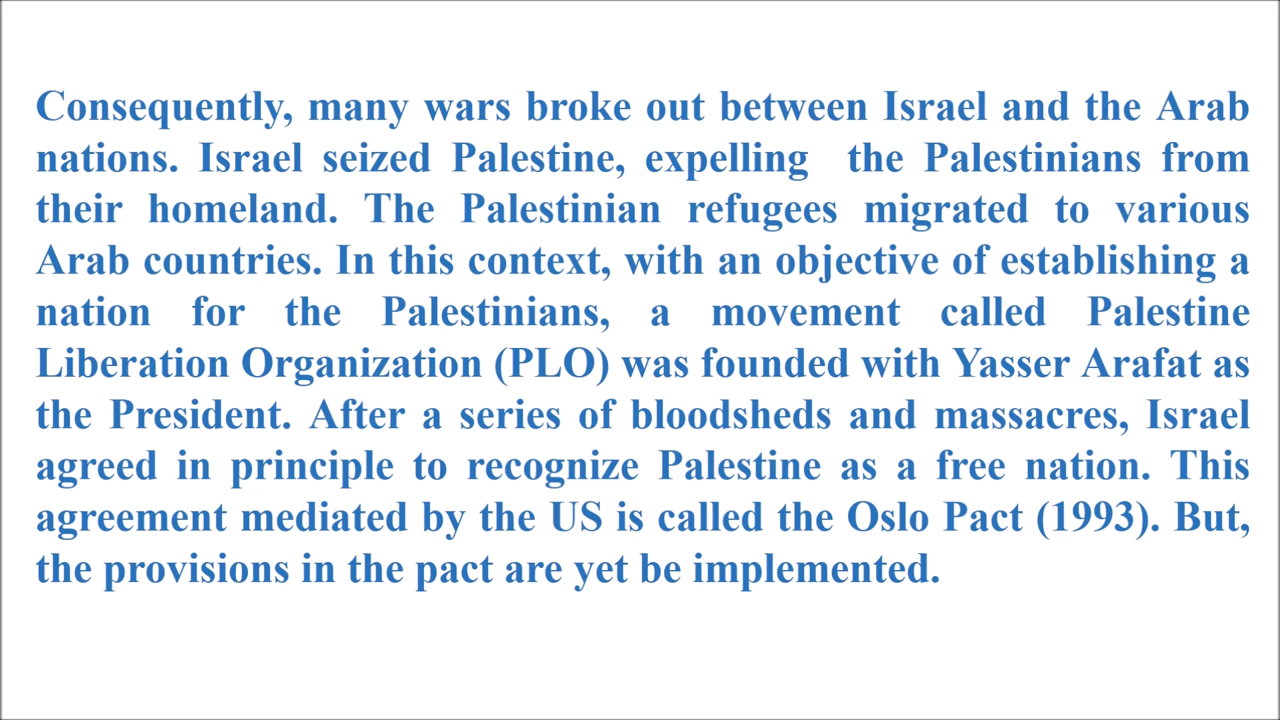 Consequently, many wars broke out between Israel and the Arab
nations. Israel seized Palestine, expelling  the Palestinians from
their homeland. The Palestinian refugees migrated to various
Arab countries. In this context, with an objective of establishing a
nation for the Palestinians, a movement called Palestine
Liberation Organization (PLO) was founded with Yasser Arafat as
the President. After a series of bloodsheds and massacres, Israel
agreed in principle to recognize Palestine as a free nation. This
agreement mediated by the US is called the Oslo Pact (1993). But,
the provisions in the pact are yet be implemented.